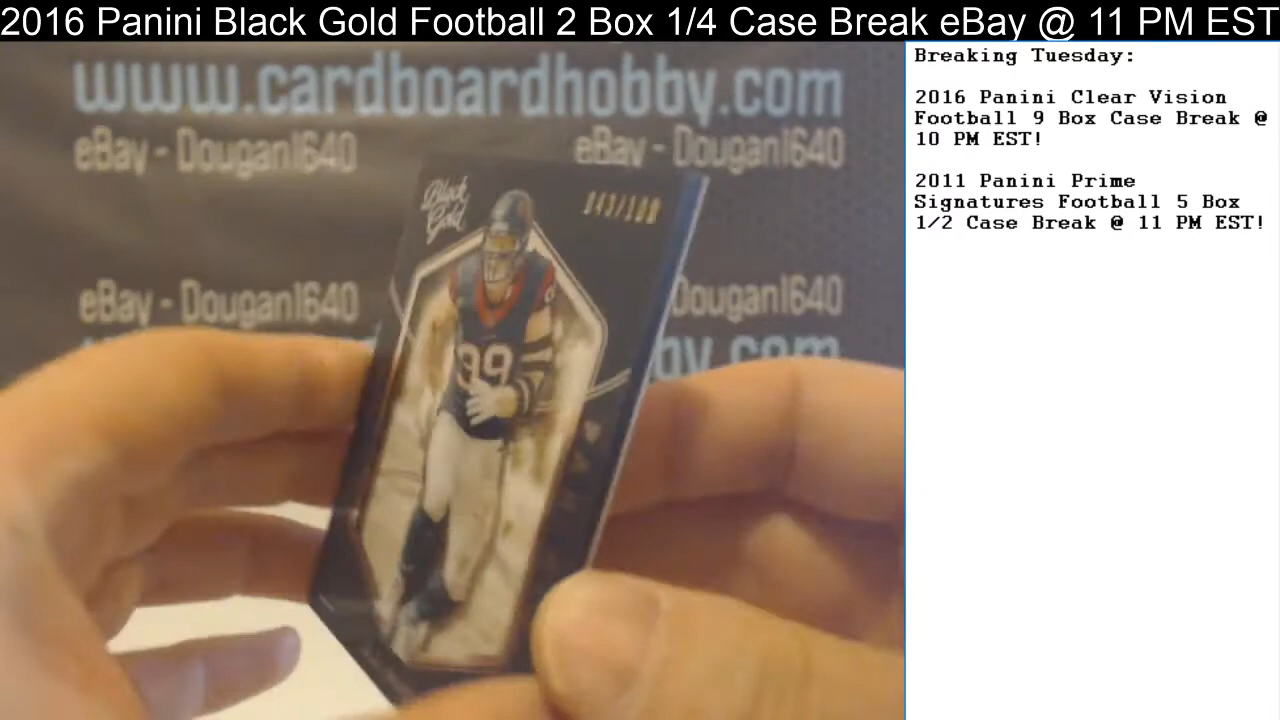 2016 Panini Black Gold Football 2 Box 1/4 Case Break eBay @ 11 PM EST
www.cardboardhobby.com
eBay - Dougan1640 eBay - Dougan1640
Black
Gold
043/100
99
eBay - Dougan1640 Dougan1640
by.com
Breaking Tuesday:
2016 Panini Clear Vision
Football 9 Box Case Break @
10 PM EST!
2011 Panini Prime
Signatures Football 5 Box
1/2 Case Break @ 11 PM EST!